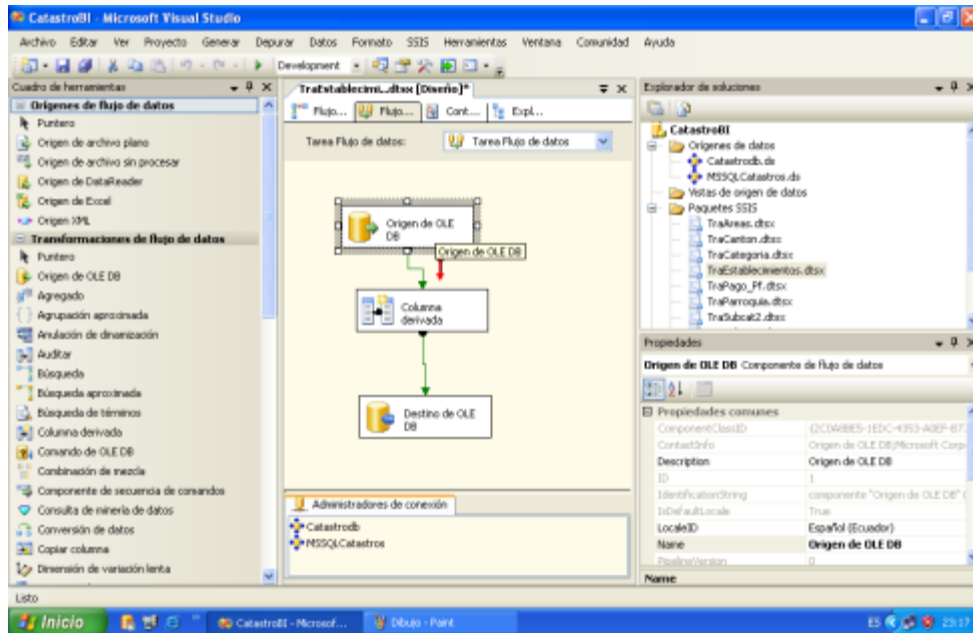 CatastroBI - Microsoft Visual Studio
Archivo Editar Ver Proyecto Generar Depurar Datos Formato SSIS Herramientas Ventana Comunidad Ayuda
Development
Cuadro de herramientas
Orígenes de flujo de datos
Puntero
Origen de archivo plano
Origen de archivo sin procesar
Origen de DataReader
Origen de Excel
Origen XML
Transformaciones de flujo de datos
Puntero
Origen de OLE DB
Agregado
Agrupación aproximada
Anulación de dinamización
Auditar
Búsqueda
Búsqueda aproximada
Búsqueda de términos
Columna derivada
Comando de OLE DB
Combinación de mezcla
Componente de secuencia de comandos
Consulta de minería de datos
Conversión de datos
Copiar columna
Dimensión de variación lenta
TraEstablecimi...dtsx [Diseño]*
Flujo... Flujo... Cont... Expl...
Tarea Flujo de datos: Tarea Flujo de datos
Origen de OLE
DB
Origen de OLE DB
Columna
derivada
Destino de OLE
DB
Administradores de conexión
Catastrodb
MSSQLCatastros
Explorador de soluciones
CatastroBI
Orígenes de datos
Catastrodb.ds
MSSQLCatastros.ds
Vistas de origen de datos
Paquetes SSIS
TraAreas.dtsx
TraCanton.dtsx
TraCategoria.dtsx
TraEstablecimientos.dtsx
TraPago_Pf.dtsx
TraParroquia.dtsx
TraSubcat2.dtsx
Propiedades
Origen de OLE DB Componente de flujo de datos
Propiedades comunes
ComponentClassID
ContactInfo Origen de OLE DB;Microsoft Corp
Description Origen de OLE DB
ID 1
IdentificationString componente "Origen de OLE DB" (
IsDefaultLocale True
LocaleID Español (Ecuador)
Name Origen de OLE DB
PipelineVersion 0
Name
Listo
Inicio CatastroBI - Microsof... Dibujo - Paint ES 23:17